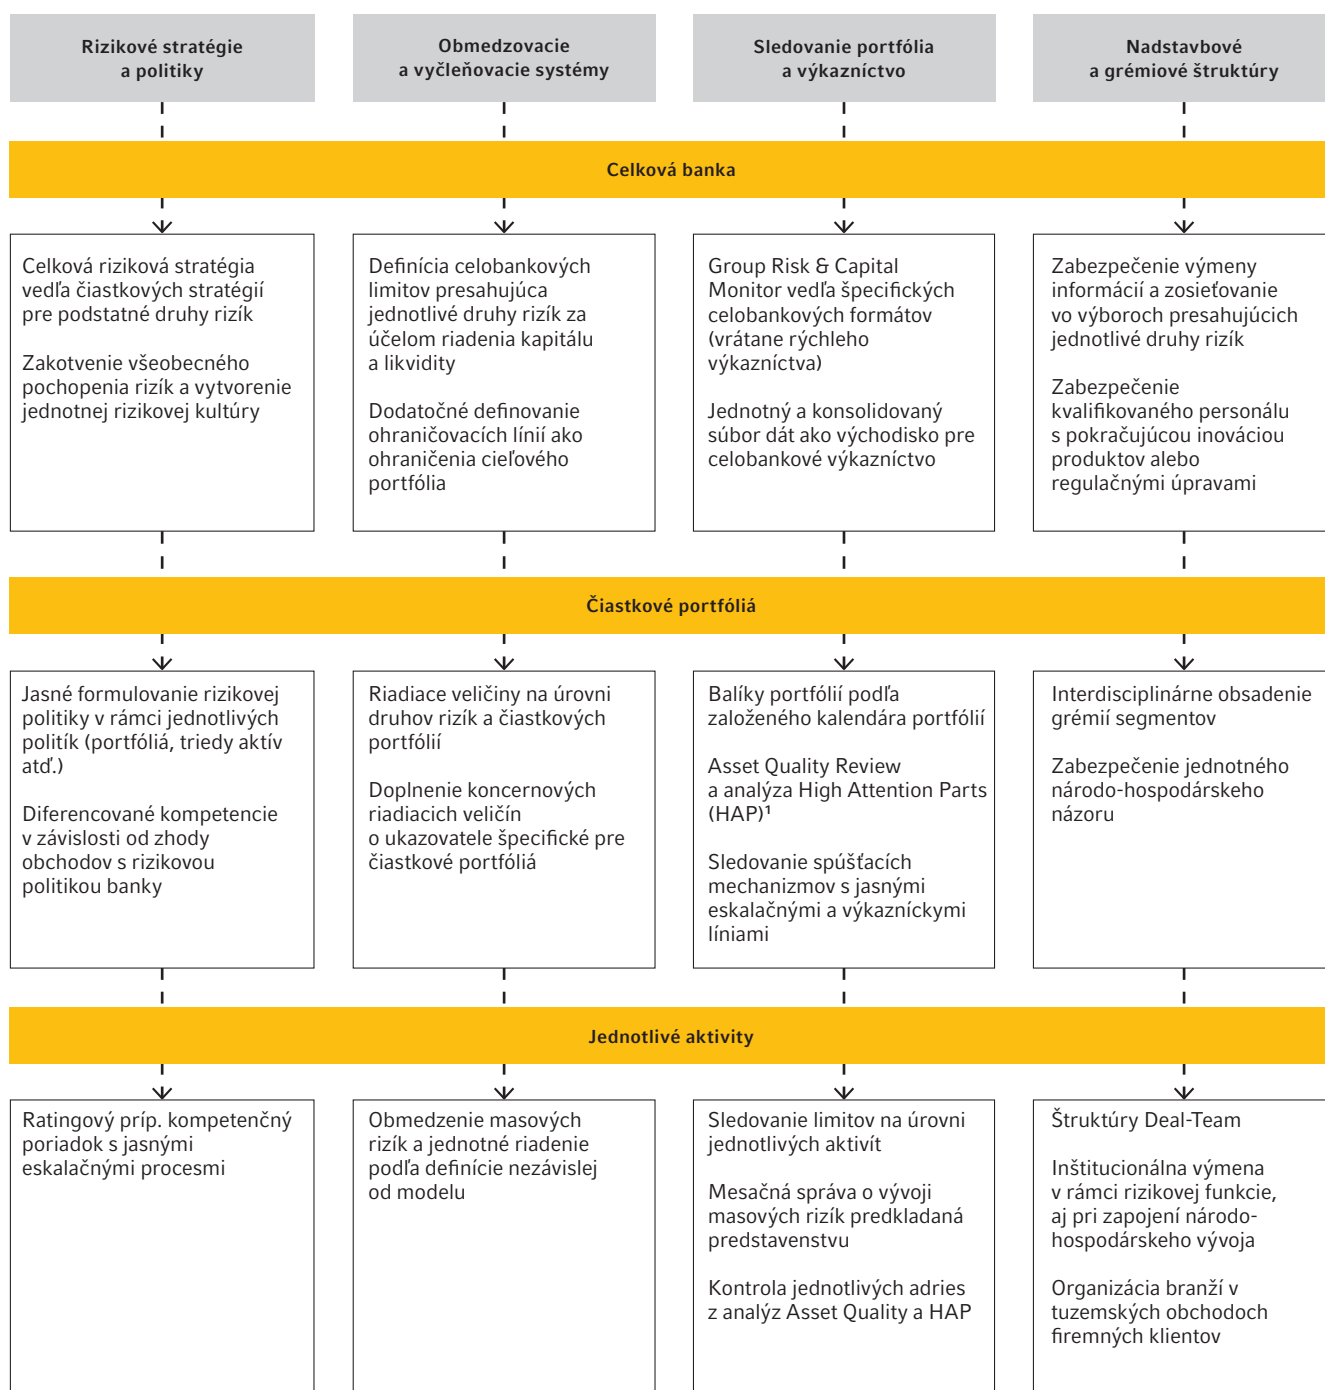 Rizikové stratégie
a politiky
Obmedzovacie
a vyčleňovacie systémy
Sledovanie portfólia
a výkazníctvo
Nadstavbové
a grémiové štruktúry
Celková banka
Celková riziková stratégia
vedľa čiastkových stratégií
pre podstatné druhy rizík
Zakotvenie všeobecného
pochopenia rizík a vytvorenie
jednotnej rizikovej kultúry
Definícia celobankových
limitov presahujúca
jednotlivé druhy rizík za
účelom riadenia kapitálu
a likvidity
Dodatočné definovanie
ohraničovacích línií ako
ohraničenia cieľového
portfólia
Group Risk & Capital
Monitor vedľa špecifických
celobankových formátov
(vrátane rýchleho
výkazníctva)
Jednotný a konsolidovaný
súbor dát ako východisko pre
celobankové výkazníctvo
Zabezpečenie výmeny
informácií a zosieťovanie
vo výboroch presahujúcich
jednotlivé druhy rizík
Zabezpečenie
kvalifikovaného personálu
s pokračujúcou inováciou
produktov alebo
regulačnými úpravami
Čiastkové portfóliá
Jasné formulovanie rizikovej
politiky v rámci jednotlivých
politík (portfóliá, triedy aktív
atď.)
Diferencované kompetencie
v závislosti od zhody
obchodov s rizikovou
politikou banky
Riadiace veličiny na úrovni
druhov rizík a čiastkových
portfólií
Doplnenie koncernových
riadiacich veličín
o ukazovatele špecifické pre
čiastkové portfóliá
Balíky portfólií podľa
založeného kalendára portfólií
Asset Quality Review
a analýza High Attention Parts
(HAP)¹
Sledovanie spúšťacích
mechanizmov s jasnými
eskalačnými a výkazníckymi
líniami
Interdisciplinárne obsadenie
grémií segmentov
Zabezpečenie jednotného
národo-hospodárskeho
názoru
Jednotlivé aktivity
Ratingový príp. kompetenčný
poriadok s jasnými
eskalačnými procesmi
Obmedzenie masových
rizík a jednotné riadenie
podľa definície nezávislej
od modelu
Sledovanie limitov na úrovni
jednotlivých aktivít
Mesačná správa o vývoji
masových rizík predkladaná
predstavenstvu
Kontrola jednotlivých adries
z analýz Asset Quality a HAP
Štruktúry Deal-Team
Inštitucionálna výmena
v rámci rizikovej funkcie,
aj pri zapojení národo-
hospodárskeho vývoja
Organizácia branží v
tuzemských obchodoch
firemných klientov